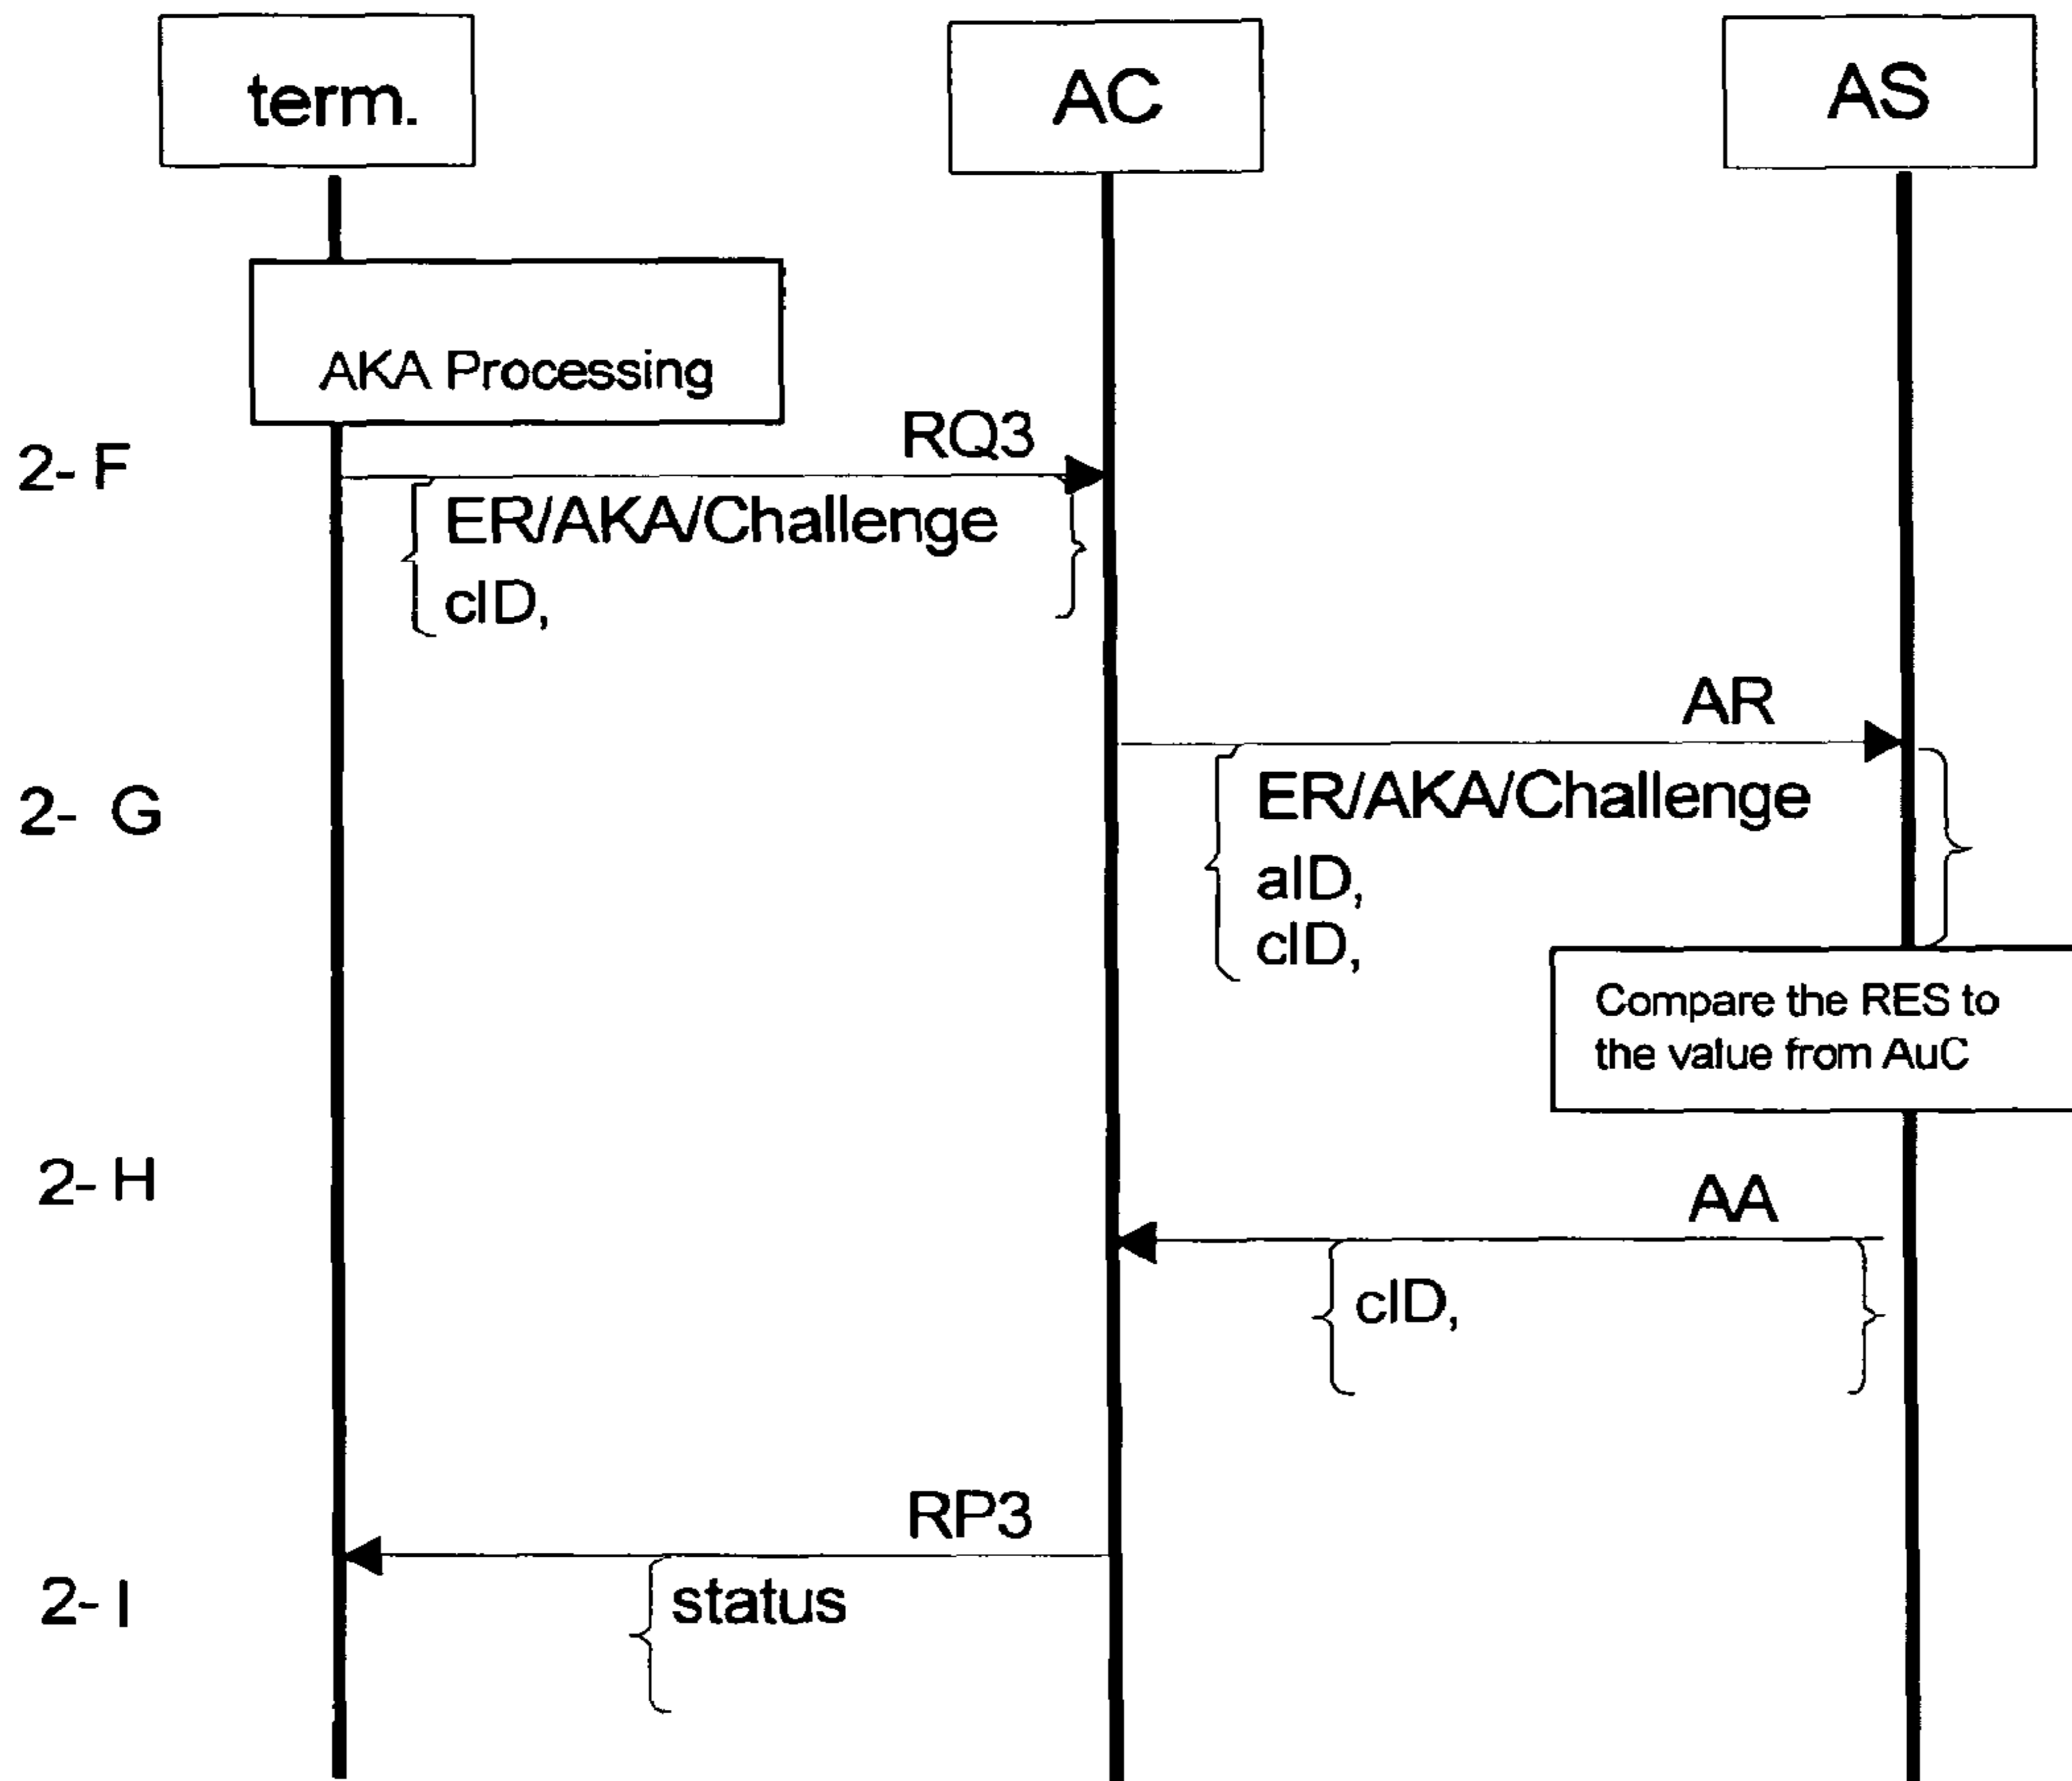 term.
AC
AS
AKA Processing
2-F
RQ3
ER/AKA/Challenge
cID,
AR
2- G
ER/AKA/Challenge
aID,
cID,
Compare the RES to
the value from AuC
2-H
AA
cID,
RP3
2-I
status